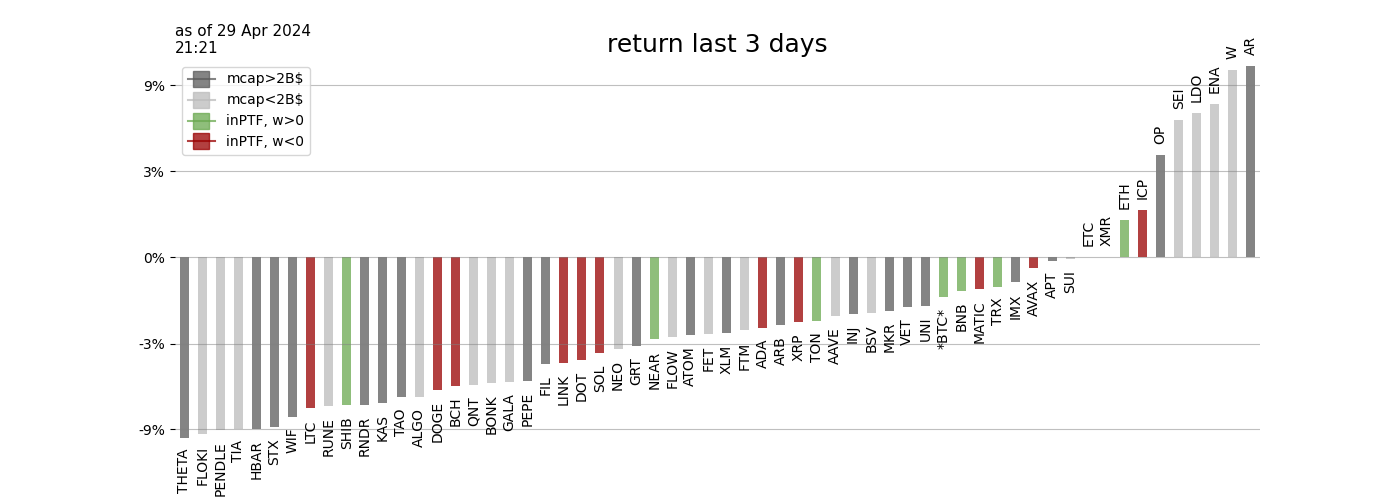 as of 29 Apr 2024
21:21
return last 3 days
mcap>2B$
mcap<2B$
inPTF, w>0
inPTF, w<0
9%
3%
0%
-3%
-9%
THETA
FLOKI
PENDLE
TIA
HBAR
STX
WIF
LTC
RUNE
SHIB
RNDR
KAS
TAO
ALGO
DOGE
BCH
QNT
BONK
GALA
PEPE
FIL
LINK
DOT
SOL
NEO
GRT
NEAR
FLOW
ATOM
FET
XLM
FTM
ADA
ARB
XRP
TON
AAVE
INJ
BSV
MKR
VET
UNI
*BTC*
BNB
MATIC
TRX
IMX
AVAX
APT
SUI
ETC
XMR
ETH
ICP
OP
SEI
LDO
ENA
W
AR